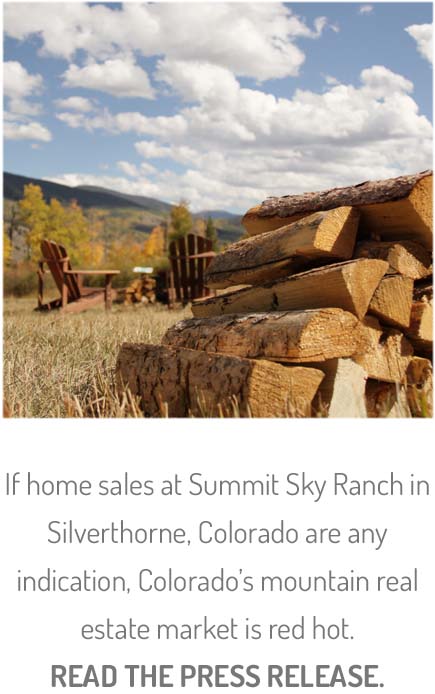 If home sales at Summit Sky Ranch in
Silverthorne, Colorado are any
indication, Colorado’s mountain real
estate market is red hot.
READ THE PRESS RELEASE.